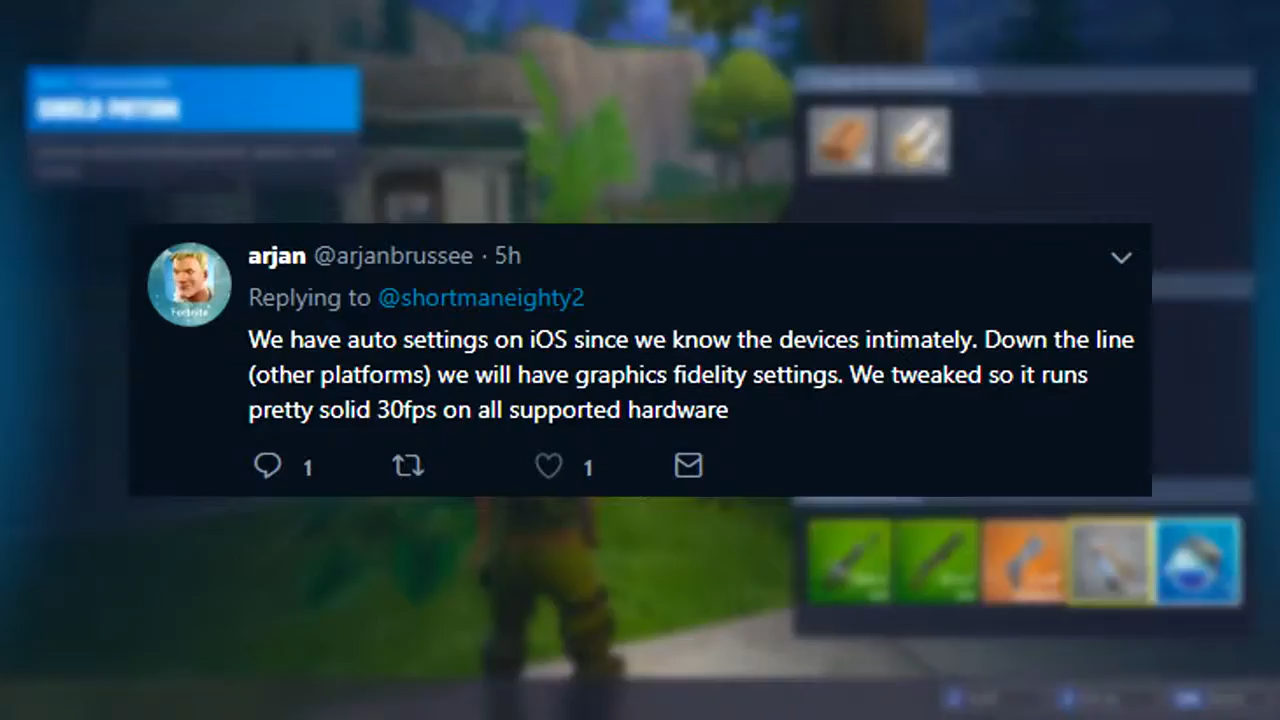 SHIELD POTION
arjan @arjanbrussee · 5h
Replying to @shortmaneighty2
We have auto settings on iOS since we know the devices intimately. Down the line
(other platforms) we will have graphics fidelity settings. We tweaked so it runs
pretty solid 30fps on all supported hardware
1 1